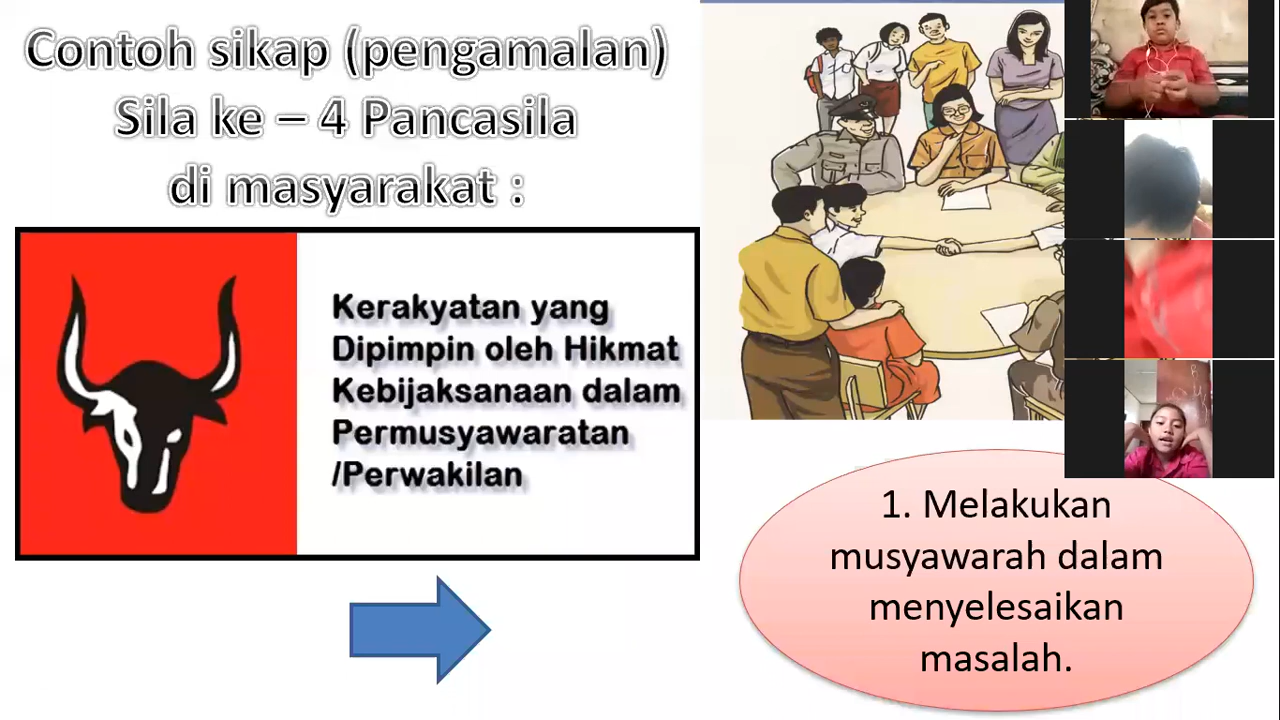 Contoh sikap (pengamalan)
Sila ke – 4 Pancasila
di masyarakat :
Kerakyatan yang
Dipimpin oleh Hikmat
Kebijaksanaan dalam
Permusyawaratan
/Perwakilan
1. Melakukan
musyawarah dalam
menyelesaikan
masalah.